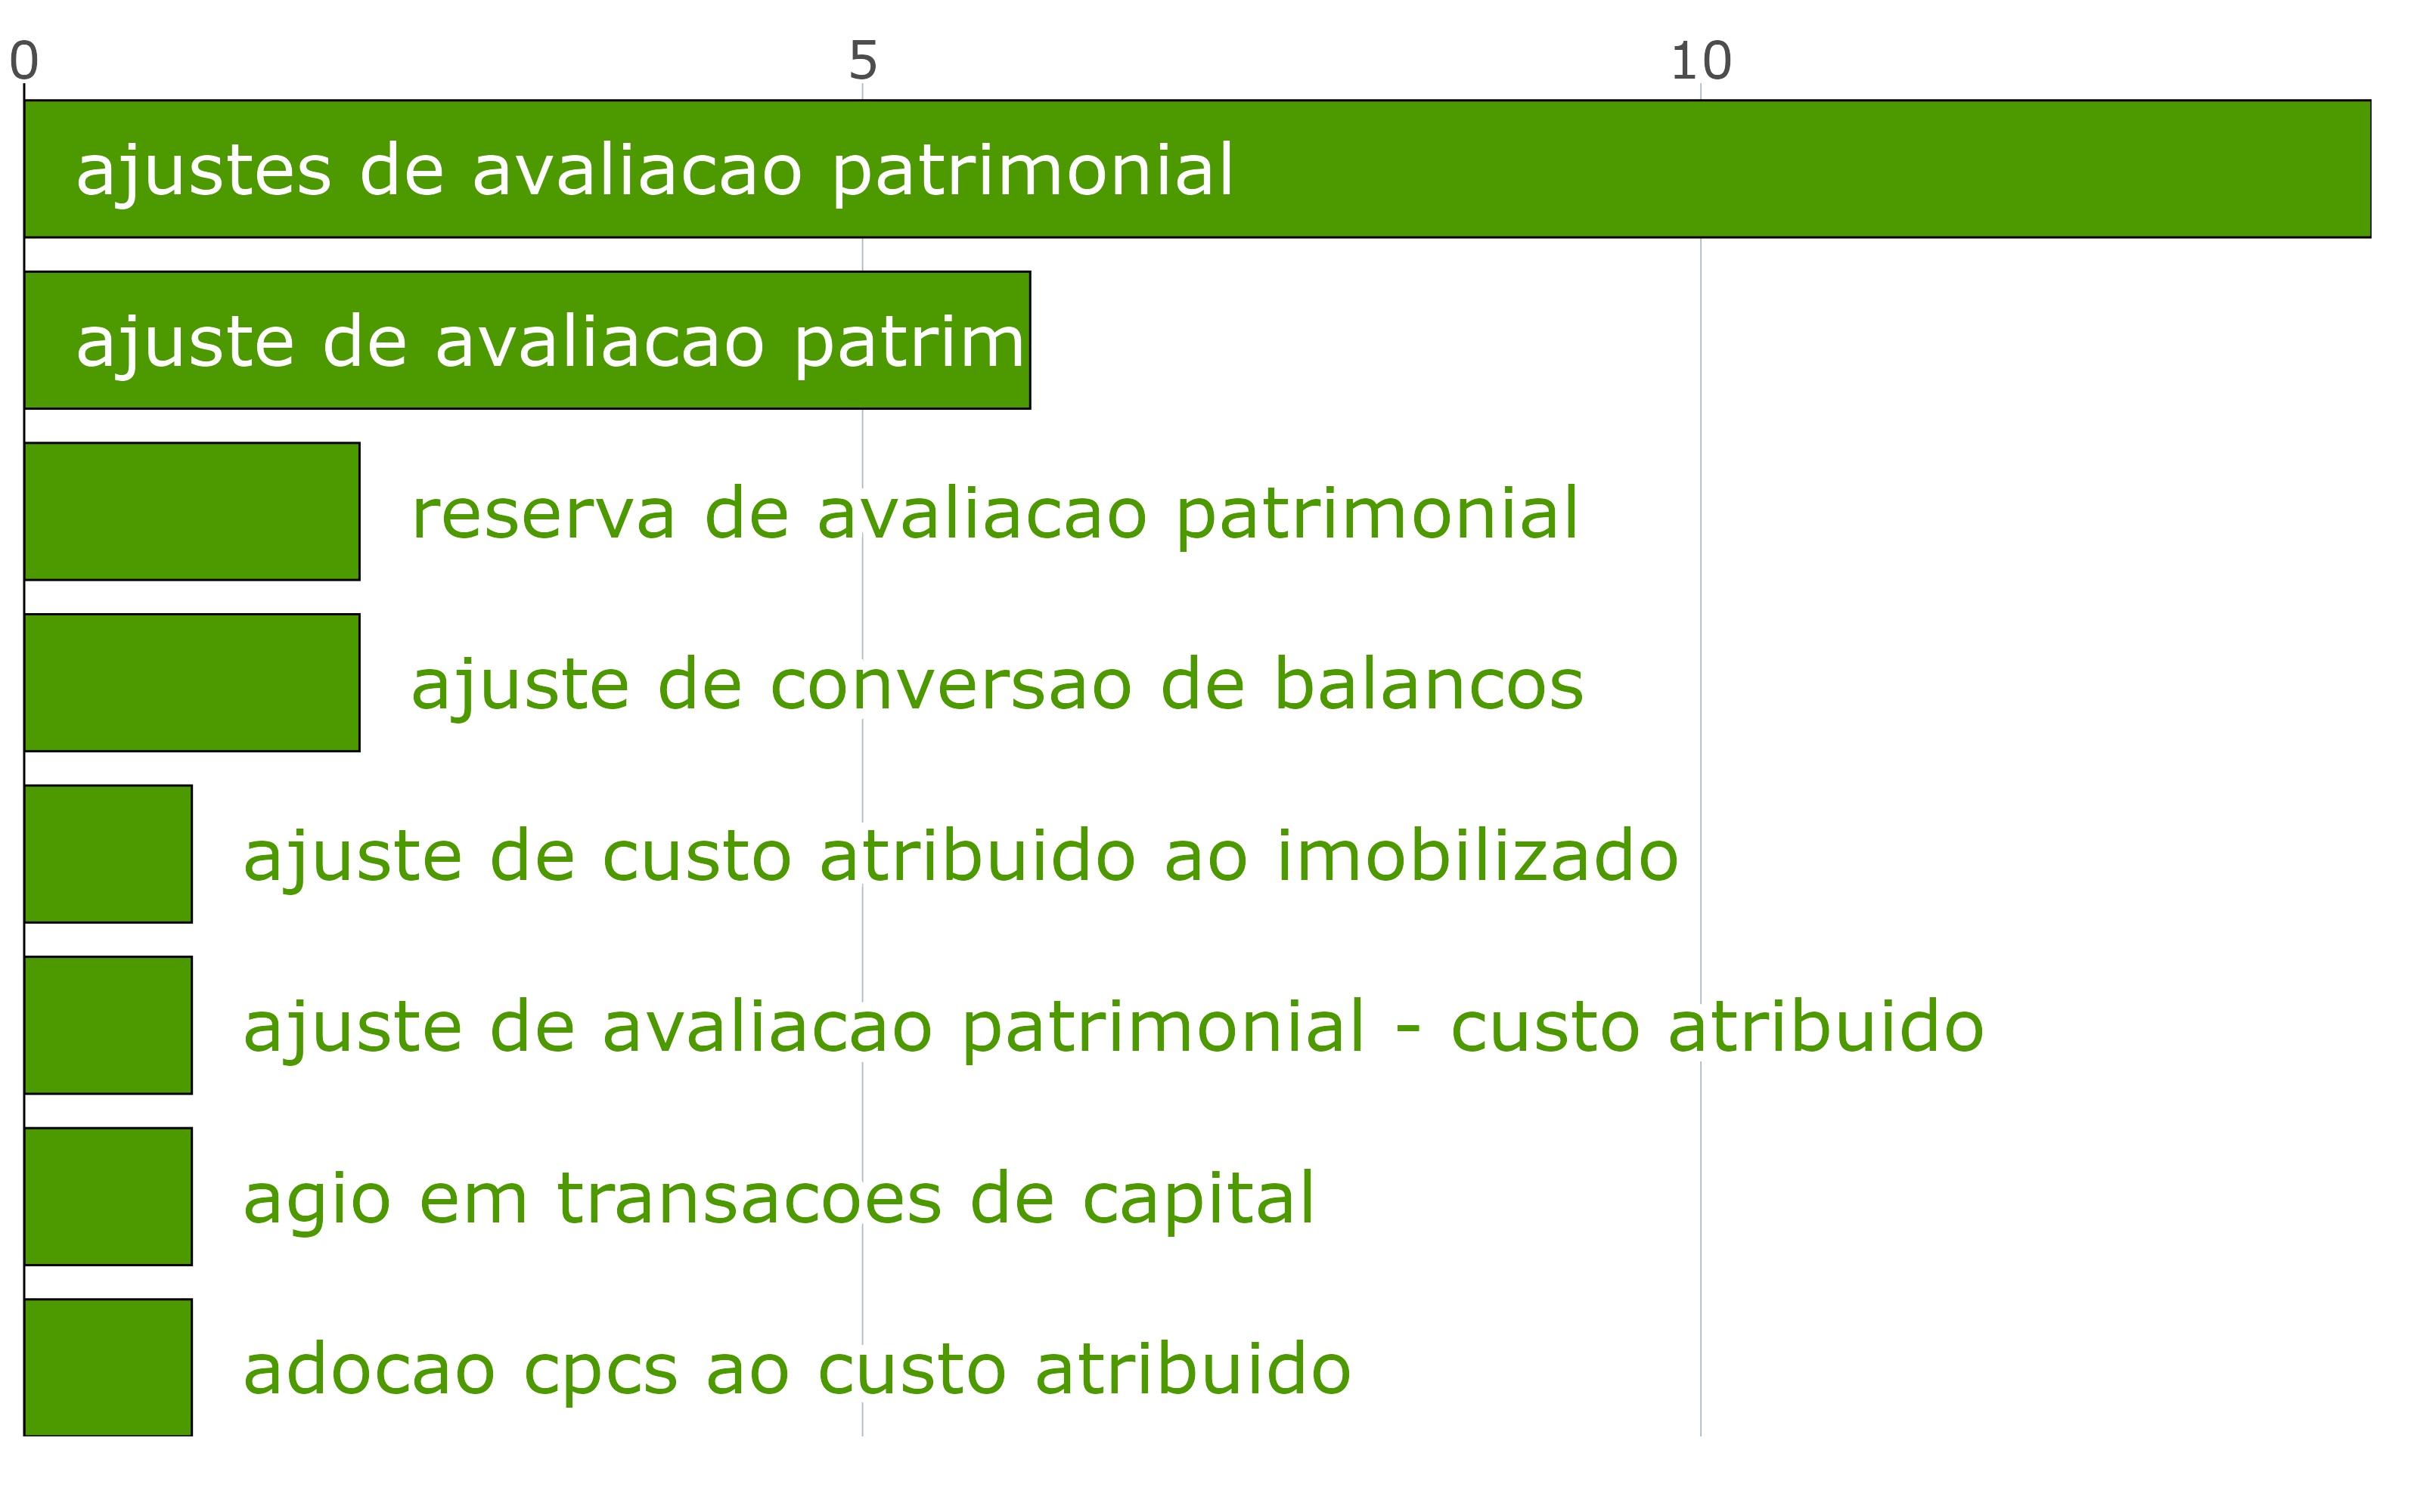 0 5 10
ajustes de avaliacao patrimonial
ajuste de avaliacao patrim
reserva de avaliacao patrimonial
ajuste de conversao de balancos
ajuste de custo atribuido ao imobilizado
ajuste de avaliacao patrimonial - custo atribuido
agio em transacoes de capital
adocao cpcs ao custo atribuido